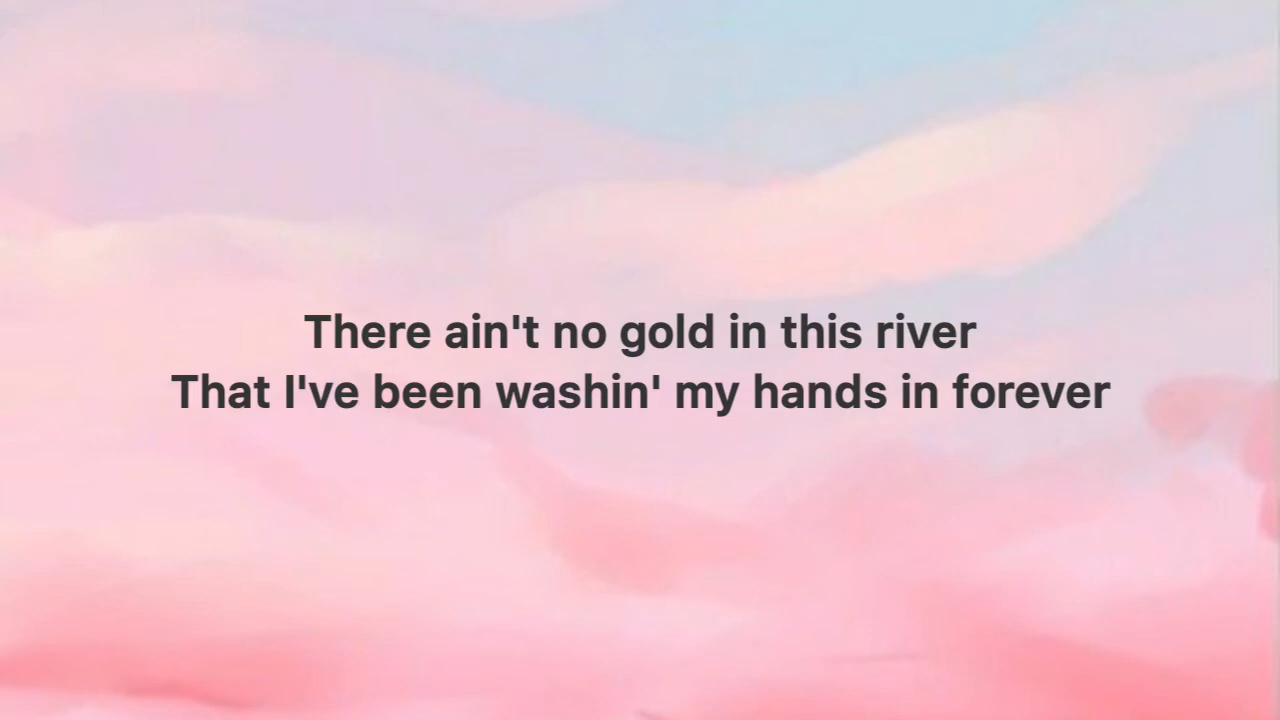 There ain't no gold in this river
That I've been washin' my hands in forever